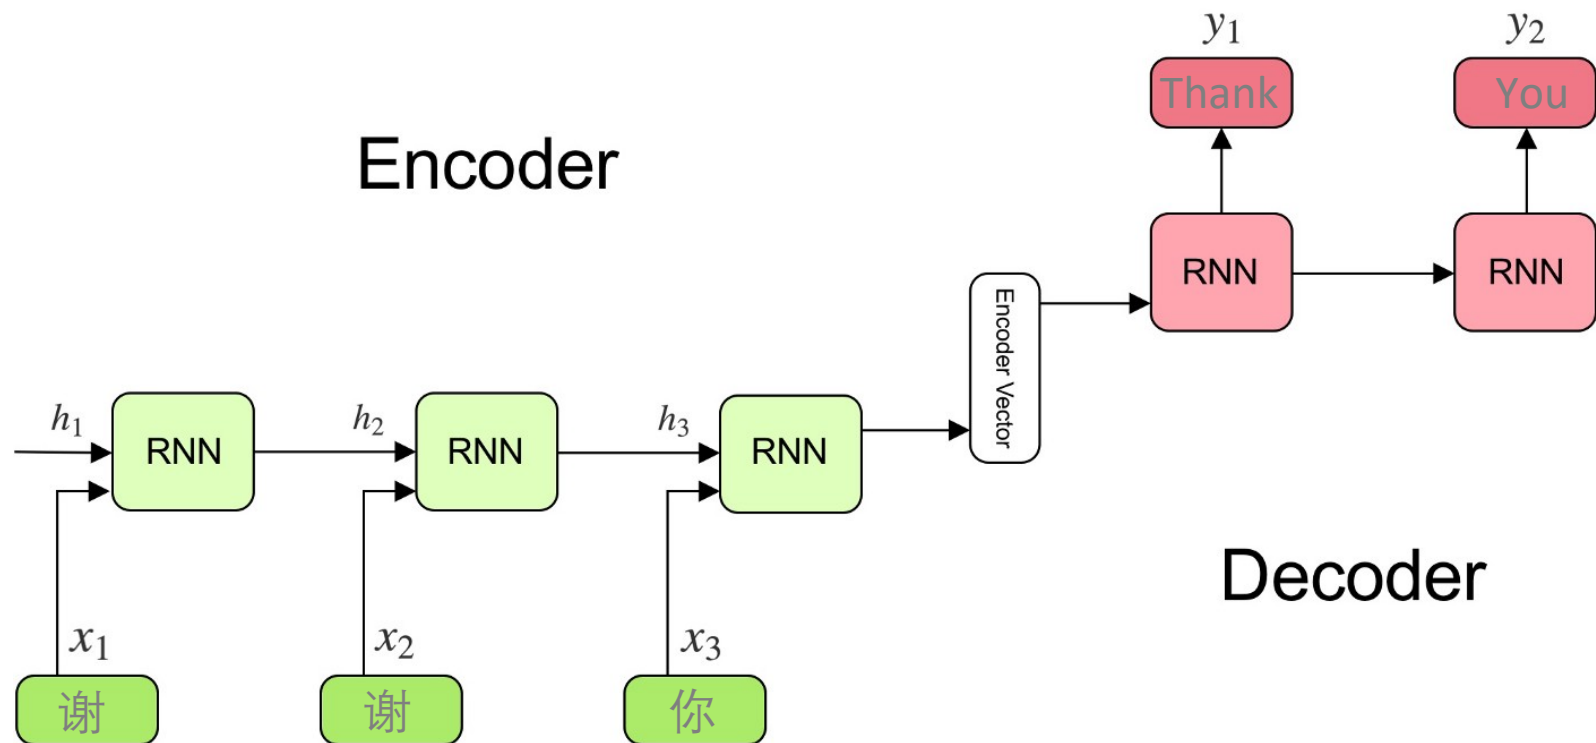 y₁ y₂
Thank You
Encoder
RNN RNN
Encoder Vector
h₁ RNN h₂ RNN h₃ RNN
Decoder
x₁ x₂ x₃
谢 谢 你